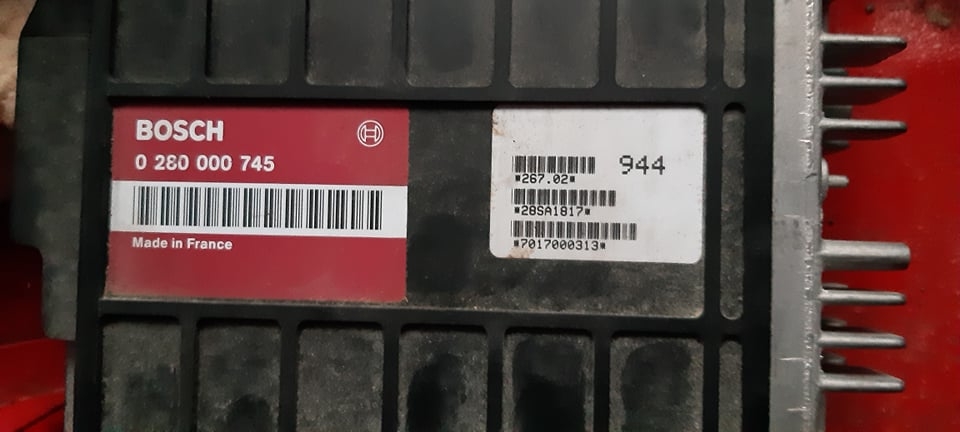 BOSCH
0 280 000 745
Made in France
944
*267.02*
*28SA1817*
*7017000313*